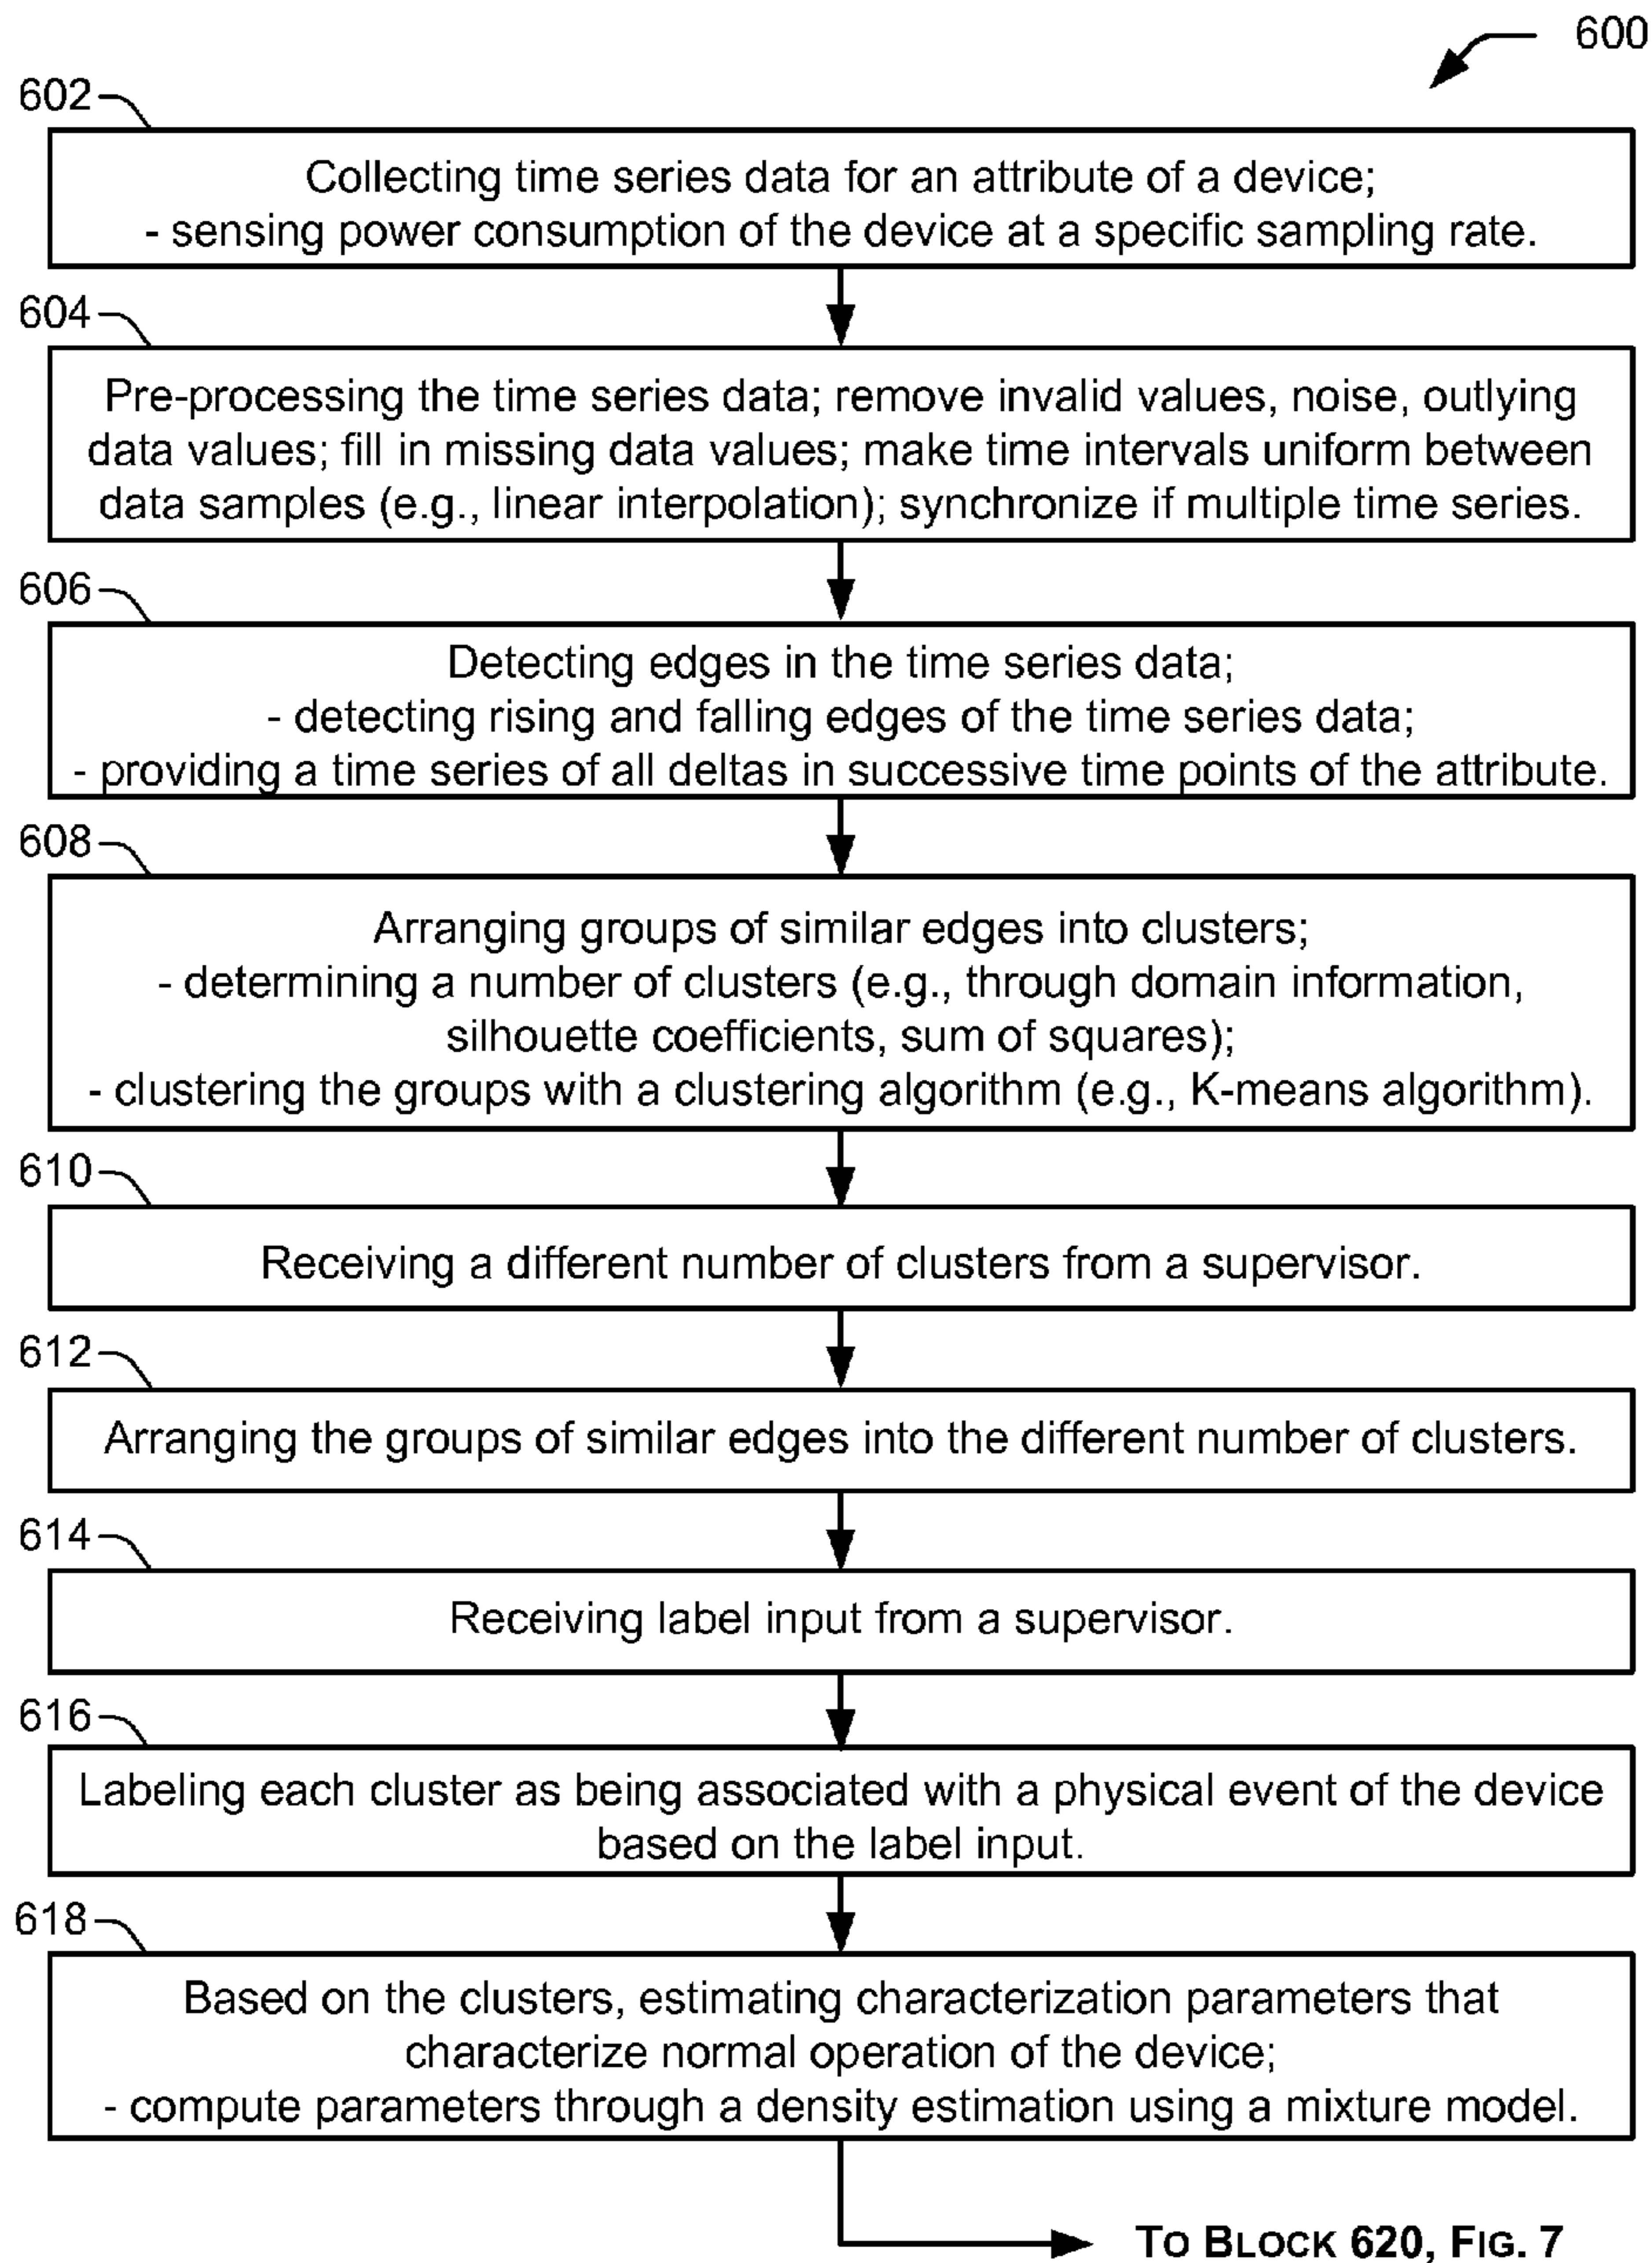 600
602
Collecting time series data for an attribute of a device;
- sensing power consumption of the device at a specific sampling rate.
604
Pre-processing the time series data; remove invalid values, noise, outlying
data values; fill in missing data values; make time intervals uniform between
data samples (e.g., linear interpolation); synchronize if multiple time series.
606
Detecting edges in the time series data;
- detecting rising and falling edges of the time series data;
- providing a time series of all deltas in successive time points of the attribute.
608
Arranging groups of similar edges into clusters;
- determining a number of clusters (e.g., through domain information,
silhouette coefficients, sum of squares);
- clustering the groups with a clustering algorithm (e.g., K-means algorithm).
610
Receiving a different number of clusters from a supervisor.
612
Arranging the groups of similar edges into the different number of clusters.
614
Receiving label input from a supervisor.
616
Labeling each cluster as being associated with a physical event of the device
based on the label input.
618
Based on the clusters, estimating characterization parameters that
characterize normal operation of the device;
- compute parameters through a density estimation using a mixture model.
TO BLOCK 620, FIG. 7